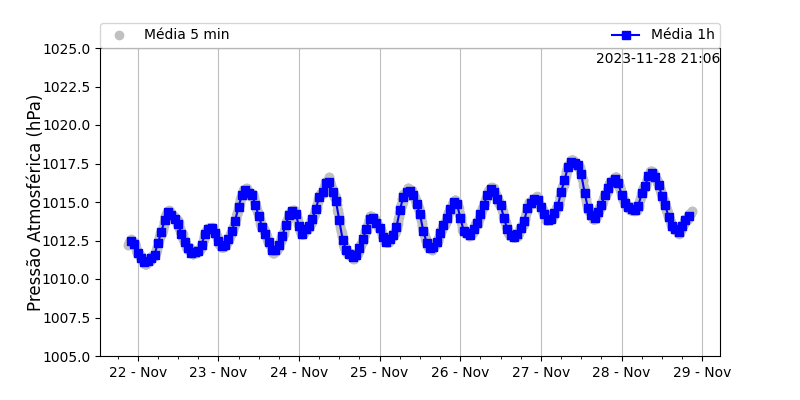 Média 5 min
Média 1h
2023-11-28 21:06
Pressão Atmosférica (hPa)
1025.0
1022.5
1020.0
1017.5
1015.0
1012.5
1010.0
1007.5
1005.0
22 - Nov
23 - Nov
24 - Nov
25 - Nov
26 - Nov
27 - Nov
28 - Nov
29 - Nov